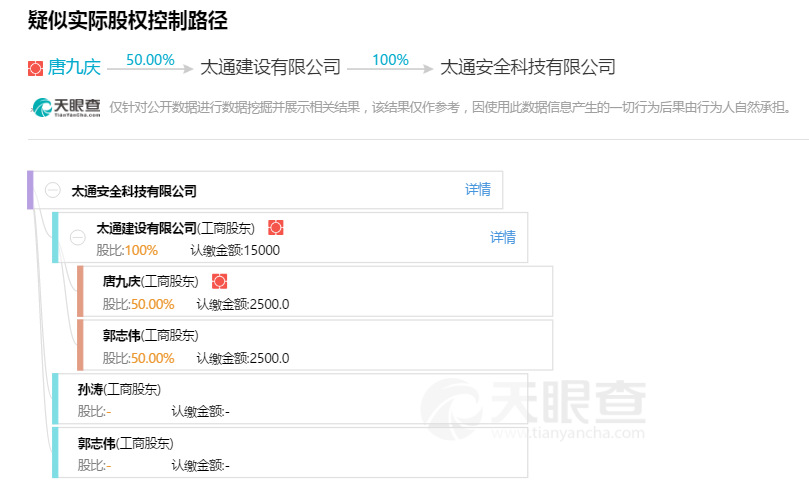 疑似实际股权控制路径
唐九庆 50.00% 太通建设有限公司 100% 太通安全科技有限公司
天眼查 TianYanCha.com 仅针对公开数据进行数据挖掘并展示相关结果，该结果仅作参考，因使用此数据信息产生的一切行为后果由行为人自然承担。
太通安全科技有限公司 详情
太通建设有限公司(工商股东) 详情
股比:100% 认缴金额:15000
唐九庆(工商股东)
股比:50.00% 认缴金额:2500.0
郭志伟(工商股东)
股比:50.00% 认缴金额:2500.0
孙涛(工商股东)
股比:- 认缴金额:-
郭志伟(工商股东)
股比:- 认缴金额:-
天眼查
www.tianyancha.com